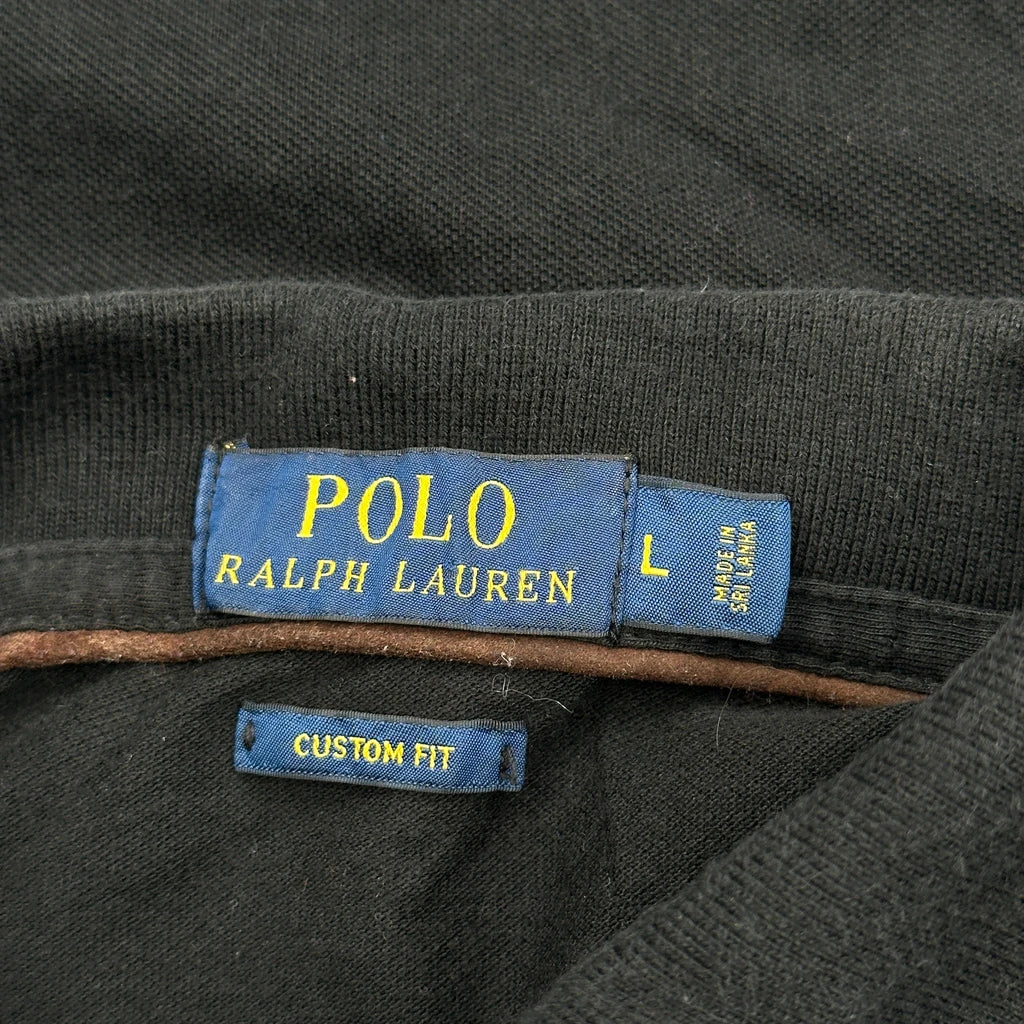 POLO
RALPH LAUREN
L
MADE IN
SRI LANKA
CUSTOM FIT